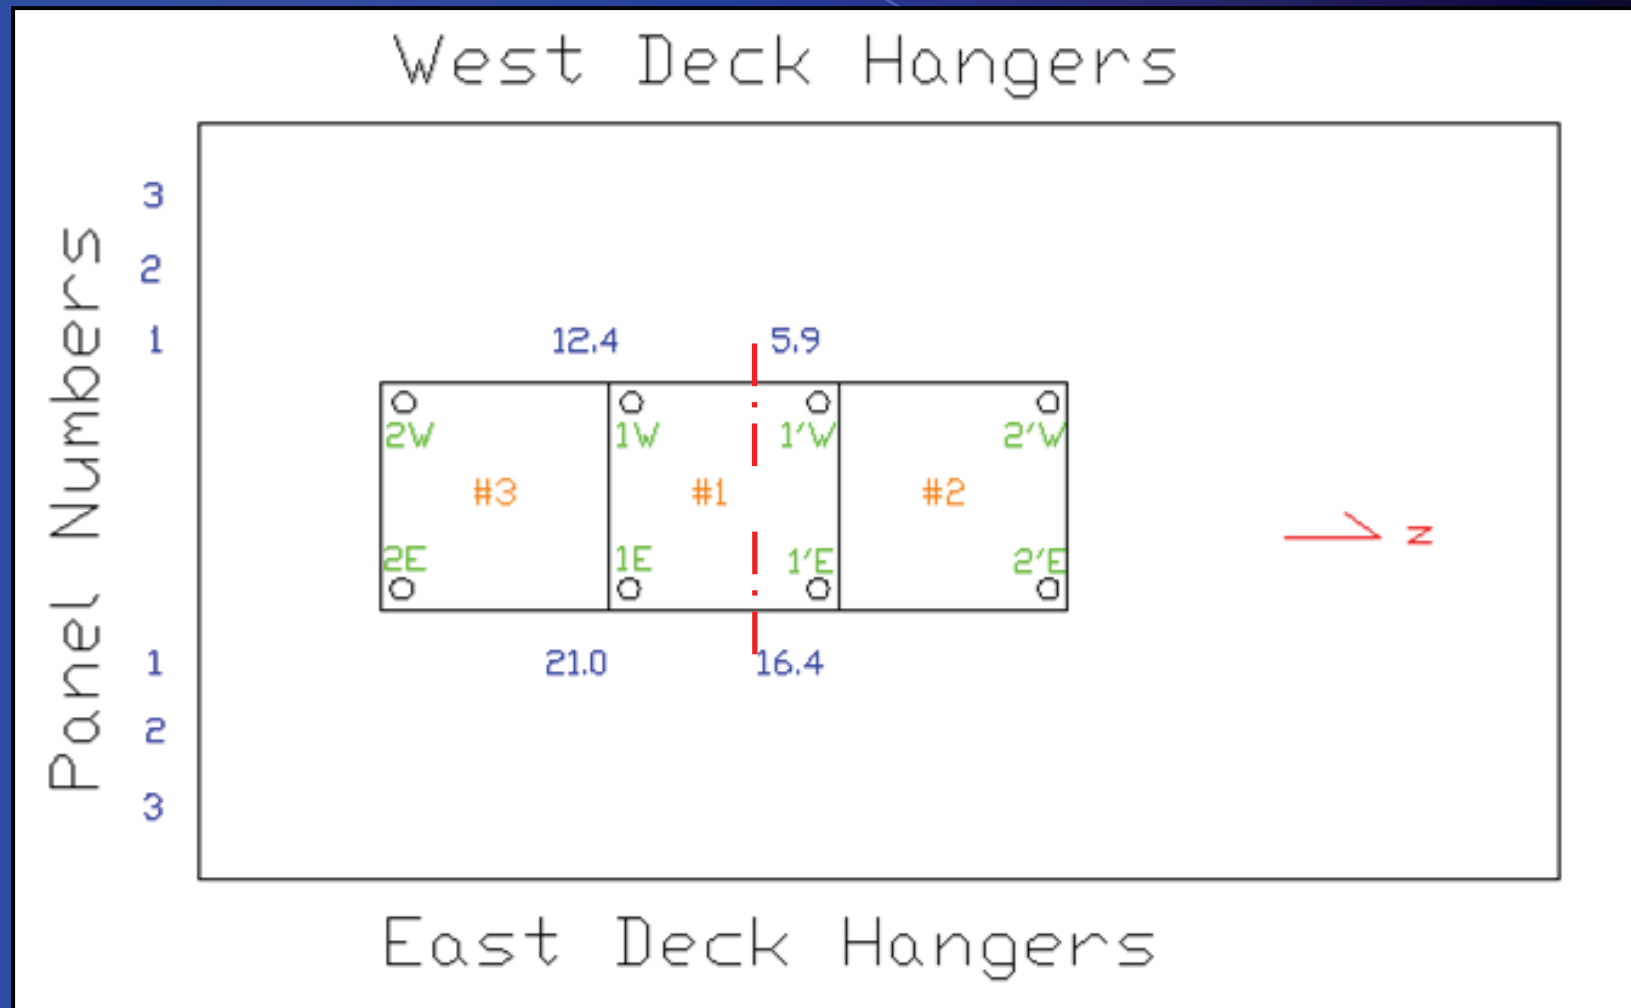 West Deck Hangers
Panel Numbers
3
2
1
12.4 5.9
2W 1W 1'W 2'W
#3 #1 #2
N
2E 1E 1'E 2'E
1
21.0 16.4
2
3
East Deck Hangers